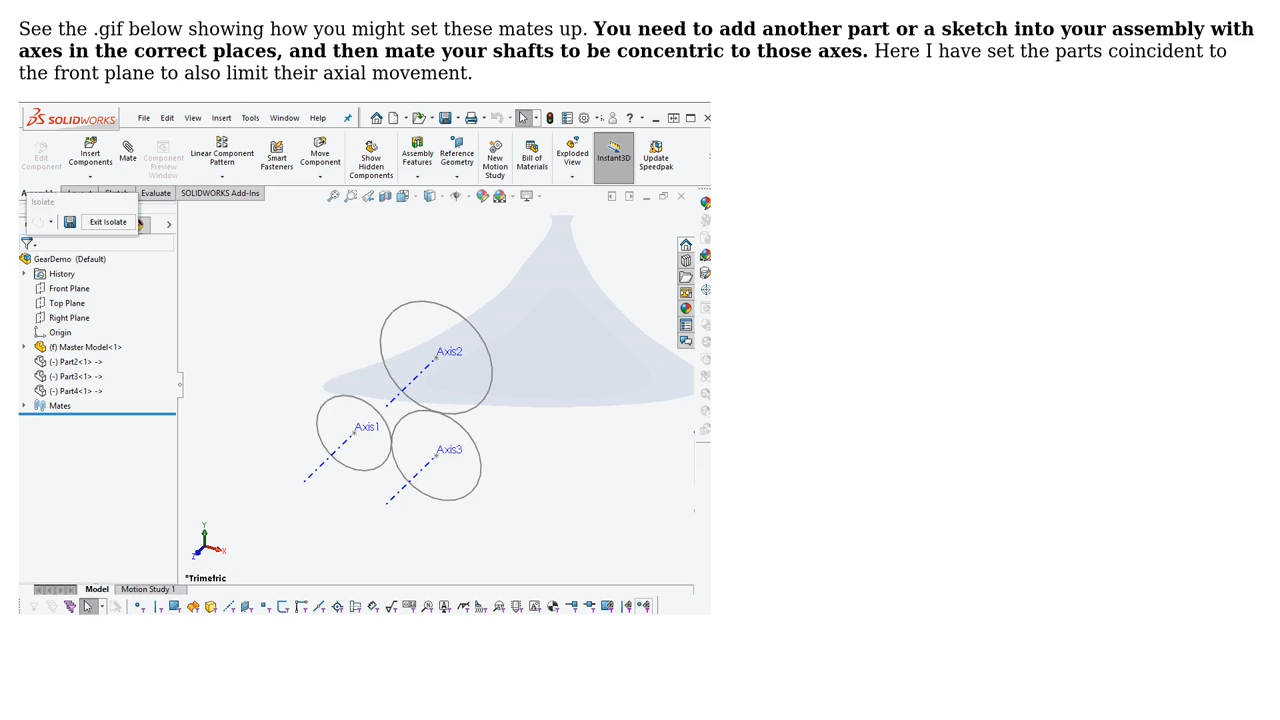 See the .gif below showing how you might set these mates up. You need to add another part or a sketch into your assembly with
axes in the correct places, and then mate your shafts to be concentric to those axes. Here I have set the parts coincident to
the front plane to also limit their axial movement.
SOLIDWORKS File Edit View Insert Tools Window Help
Edit Component
Insert Components
Mate
Component Preview Window
Linear Component Pattern
Smart Fasteners
Move Component
Show Hidden Components
Assembly Features
Reference Geometry
New Motion Study
Bill of Materials
Exploded View
Instant3D
Update Speedpak
Evaluate SOLIDWORKS Add-Ins
Isolate
Exit Isolate
GearDemo (Default)
History
Front Plane
Top Plane
Right Plane
Origin
(f) Master Model<1>
(-) Part2<1> ->
(-) Part3<1> ->
(-) Part4<1> ->
Mates
Axis2
Axis1
Axis3
Y
X
Z
*Trimetric
Model Motion Study 1